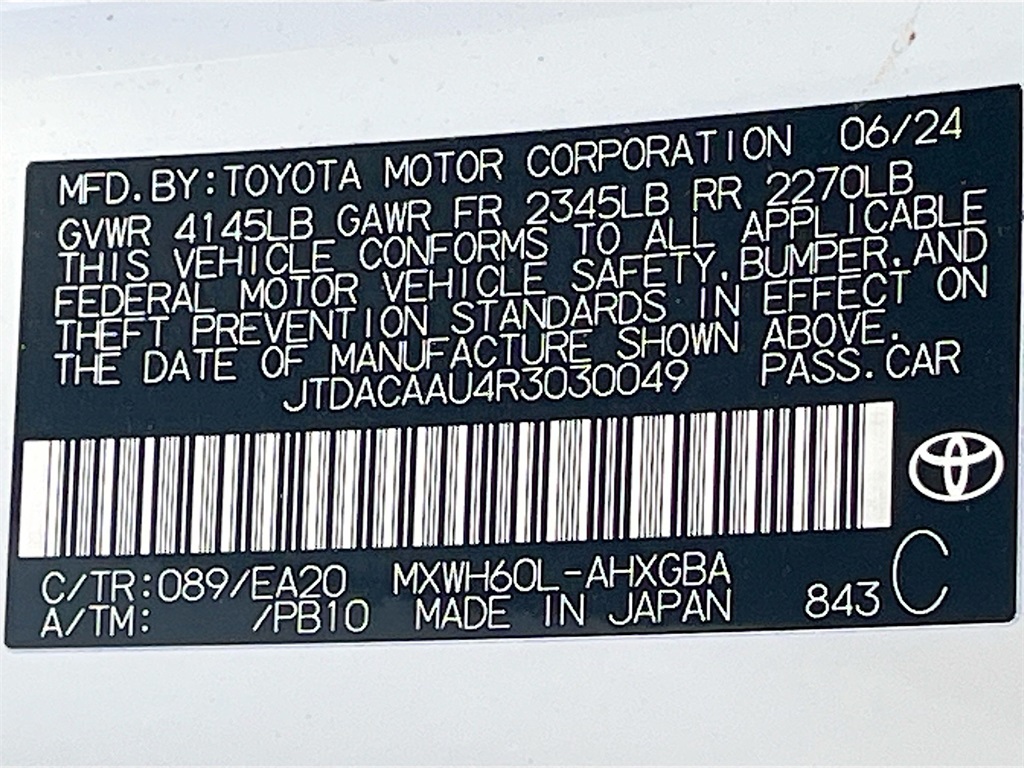 MFD. BY: TOYOTA MOTOR CORPORATION 06/24
GVWR 4145LB GAWR FR 2345LB RR 2270LB
THIS VEHICLE CONFORMS TO ALL APPLICABLE
FEDERAL MOTOR VEHICLE SAFETY, BUMPER, AND
THEFT PREVENTION STANDARDS IN EFFECT ON
THE DATE OF MANUFACTURE SHOWN ABOVE.
JTDACAAU4R3030049 PASS. CAR
C/TR: 089/EA20 MXWH60L-AHXGBA
A/TM: /PB10 MADE IN JAPAN 843 C